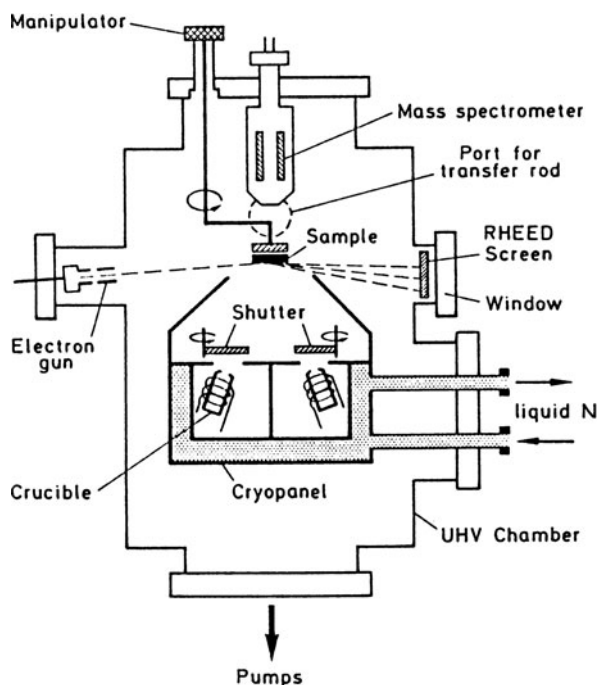 Manipulator
Mass spectrometer
Port for
transfer rod
RHEED
Screen
Sample
Window
Shutter
Electron
gun
liquid N
Crucible
Cryopanel
UHV Chamber
Pumps